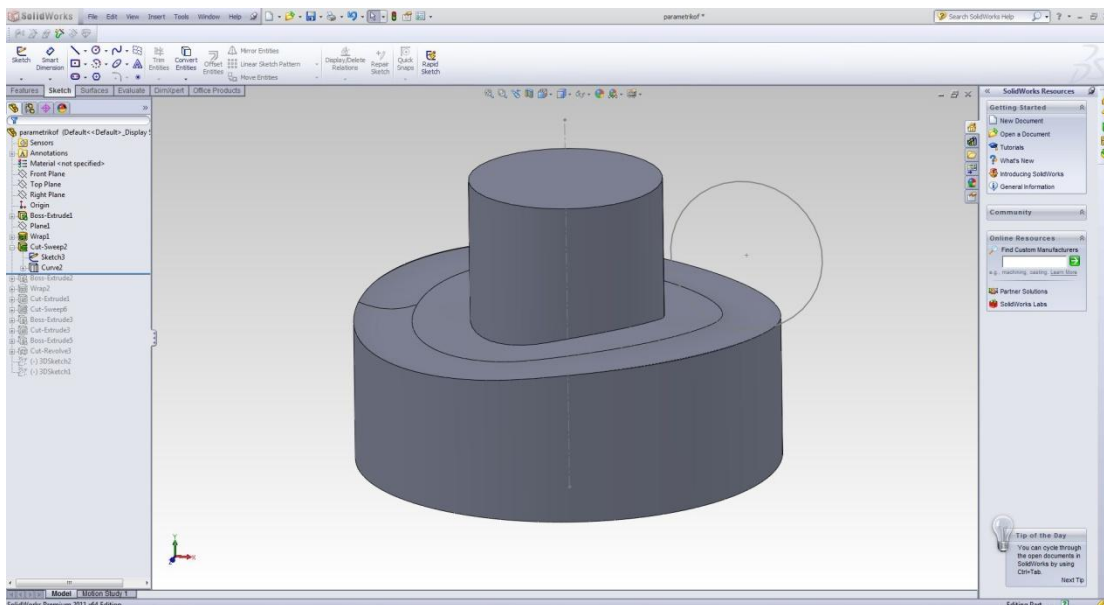 SolidWorks File Edit View Insert Tools Window Help parametrikof * Search SolidWorks Help
Sketch Smart Dimension Trim Entities Convert Entities Offset Entities Mirror Entities Linear Sketch Pattern Move Entities Display/Delete Relations Repair Sketch Quick Snaps Rapid Sketch
Features Sketch Surfaces Evaluate DimXpert Office Products
parametrikof (Default<<Default>_Display
Sensors
Annotations
Material <not specified>
Front Plane
Top Plane
Right Plane
Origin
Boss-Extrude1
Plane1
Wrap1
Cut-Sweep2
Sketch3
Curve2
Boss-Extrude2
Wrap2
Cut-Extrude1
Cut-Sweep6
Boss-Extrude3
Cut-Extrude3
Boss-Extrude5
Cut-Revolve3
(-) 3DSketch2
(-) 3DSketch1
SolidWorks Resources
Getting Started
New Document
Open a Document
Tutorials
What's New
Introducing SolidWorks
General Information
Community
Online Resources
Find Custom Manufacturers
e.g., machining, casting Learn More
Partner Solutions
SolidWorks Labs
Tip of the Day
You can cycle through
the open documents in
SolidWorks by using
Ctrl+Tab.
Next Tip
Model Motion Study 1
SolidWorks Premium 2011 x64 Edition Editing Part